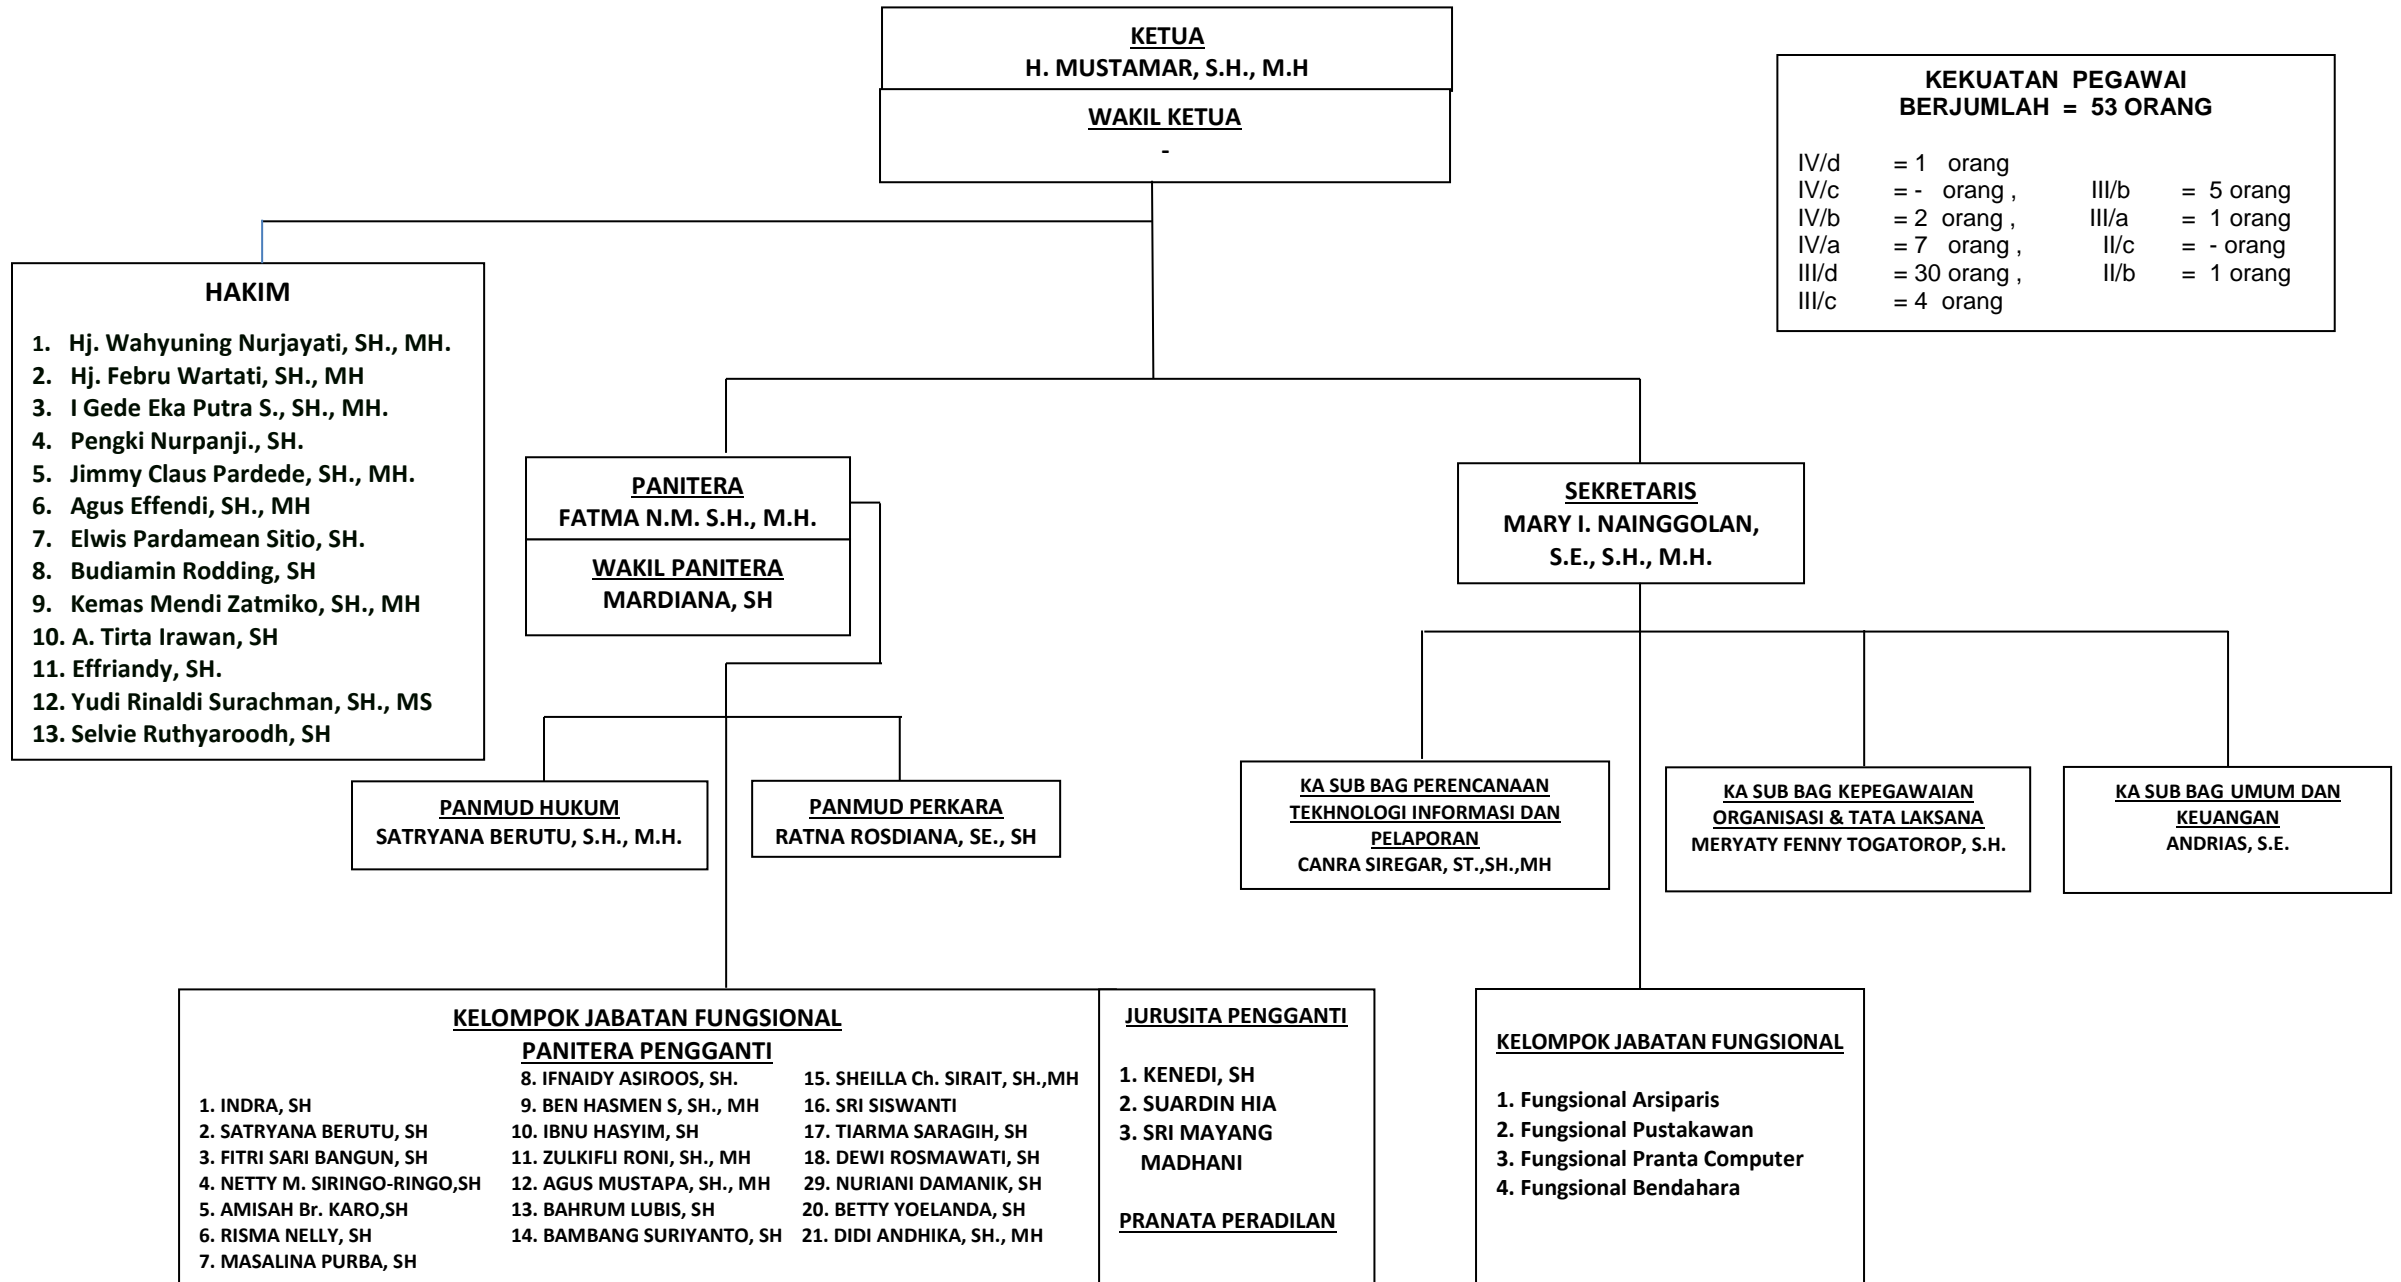 KETUA
H. MUSTAMAR, S.H., M.H
WAKIL KETUA
-
KEKUATAN PEGAWAI
BERJUMLAH = 53 ORANG
IV/d = 1 orang
IV/c = - orang , III/b = 5 orang
IV/b = 2 orang , III/a = 1 orang
IV/a = 7 orang , II/c = - orang
III/d = 30 orang , II/b = 1 orang
III/c = 4 orang
HAKIM
1. Hj. Wahyuning Nurjayati, SH., MH.
2. Hj. Febru Wartati, SH., MH
3. I Gede Eka Putra S., SH., MH.
4. Pengki Nurpanji., SH.
5. Jimmy Claus Pardede, SH., MH.
6. Agus Effendi, SH., MH
7. Elwis Pardamean Sitio, SH.
8. Budiamin Rodding, SH
9. Kemas Mendi Zatmiko, SH., MH
10. A. Tirta Irawan, SH
11. Effriandy, SH.
12. Yudi Rinaldi Surachman, SH., MS
13. Selvie Ruthyaroodh, SH
PANITERA
FATMA N.M. S.H., M.H.
WAKIL PANITERA
MARDIANA, SH
SEKRETARIS
MARY I. NAINGGOLAN,
S.E., S.H., M.H.
PANMUD HUKUM
SATRYANA BERUTU, S.H., M.H.
PANMUD PERKARA
RATNA ROSDIANA, SE., SH
KA SUB BAG PERENCANAAN
TEKHNOLOGI INFORMASI DAN
PELAPORAN
CANRA SIREGAR, ST.,SH.,MH
KA SUB BAG KEPEGAWAIAN
ORGANISASI & TATA LAKSANA
MERYATY FENNY TOGATOROP, S.H.
KA SUB BAG UMUM DAN
KEUANGAN
ANDRIAS, S.E.
KELOMPOK JABATAN FUNGSIONAL
PANITERA PENGGANTI
1. INDRA, SH
2. SATRYANA BERUTU, SH
3. FITRI SARI BANGUN, SH
4. NETTY M. SIRINGO-RINGO,SH
5. AMISAH Br. KARO,SH
6. RISMA NELLY, SH
7. MASALINA PURBA, SH
8. IFNAIDY ASIROOS, SH.
9. BEN HASMEN S, SH., MH
10. IBNU HASYIM, SH
11. ZULKIFLI RONI, SH., MH
12. AGUS MUSTAPA, SH., MH
13. BAHRUM LUBIS, SH
14. BAMBANG SURIYANTO, SH
15. SHEILLA Ch. SIRAIT, SH.,MH
16. SRI SISWANTI
17. TIARMA SARAGIH, SH
18. DEWI ROSMAWATI, SH
29. NURIANI DAMANIK, SH
20. BETTY YOELANDA, SH
21. DIDI ANDHIKA, SH., MH
JURUSITA PENGGANTI
1. KENEDI, SH
2. SUARDIN HIA
3. SRI MAYANG
MADHANI
PRANATA PERADILAN
KELOMPOK JABATAN FUNGSIONAL
1. Fungsional Arsiparis
2. Fungsional Pustakawan
3. Fungsional Pranta Computer
4. Fungsional Bendahara